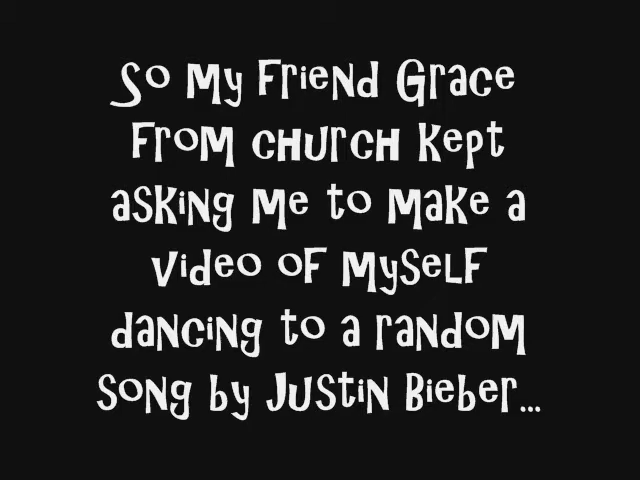 So My Friend Grace
From church kept
asking me to make a
video of myself
dancing to a random
song by Justin Bieber...